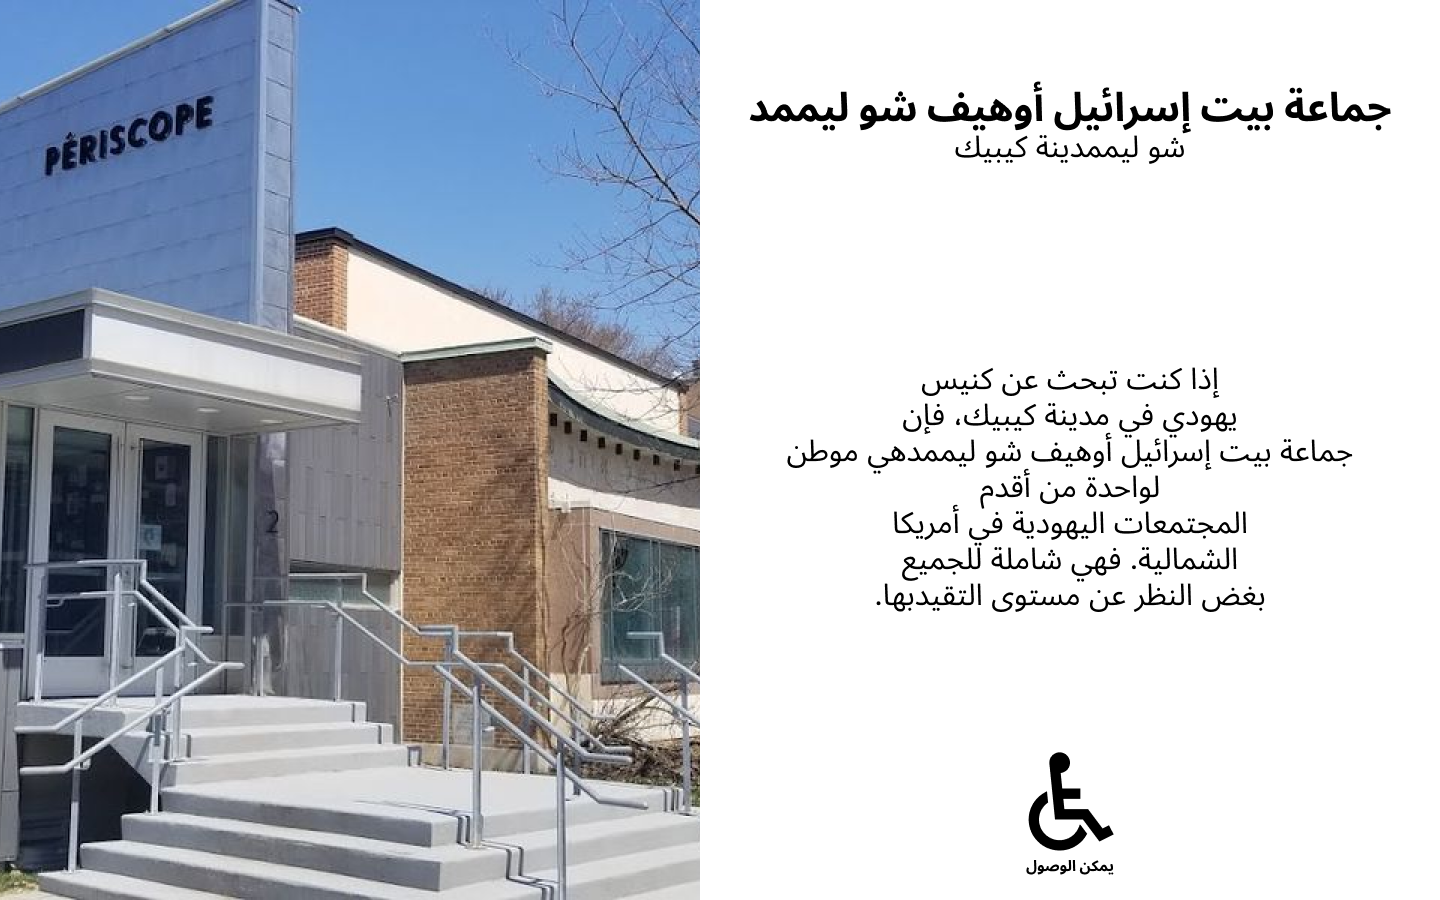 PÉRISCOPE
2
جماعة بيت إسرائيل أوهيف شو ليممد
شو ليممدينة كيبيك
إذا كنت تبحث عن كنيس
يهودي في مدينة كيبيك، فإن
جماعة بيت إسرائيل أوهيف شو ليممدهي موطن
لواحدة من أقدم
المجتمعات اليهودية في أمريكا
الشمالية. فهي شاملة للجميع
بغض النظر عن مستوى التقيدبها.
يمكن الوصول